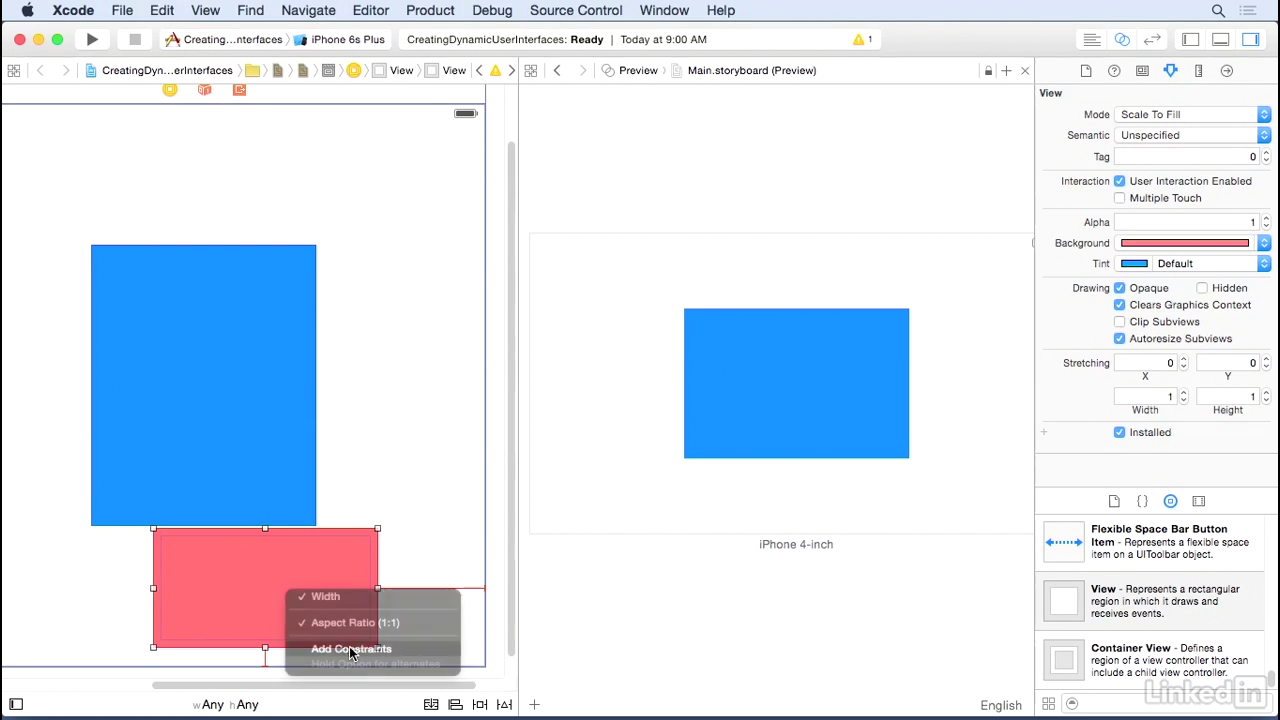 Xcode File Edit View Find Navigate Editor Product Debug Source Control Window Help
Creating...nterfaces iPhone 6s Plus CreatingDynamicUserInterfaces: Ready Today at 9:00 AM 1
CreatingDyn...erInterfaces View View Preview Main.storyboard (Preview)
View
Mode Scale To Fill
Semantic Unspecified
Tag 0
Interaction User Interaction Enabled
Multiple Touch
Alpha 1
Background
Tint Default
Drawing Opaque Hidden
Clears Graphics Context
Clip Subviews
Autoresize Subviews
Stretching 0 0
X Y
1 1
Width Height
Installed
iPhone 4-inch
Width
Aspect Ratio (1:1)
Add Constraints
Hold Option for alternates
Flexible Space Bar Button
Item - Represents a flexible
space item on a UIToolbar object.
View - Represents a rectangular
region in which it draws and
receives events.
Container View - Defines a
region of a view controller that can
include a child view controller.
wAny hAny English
LinkedIn